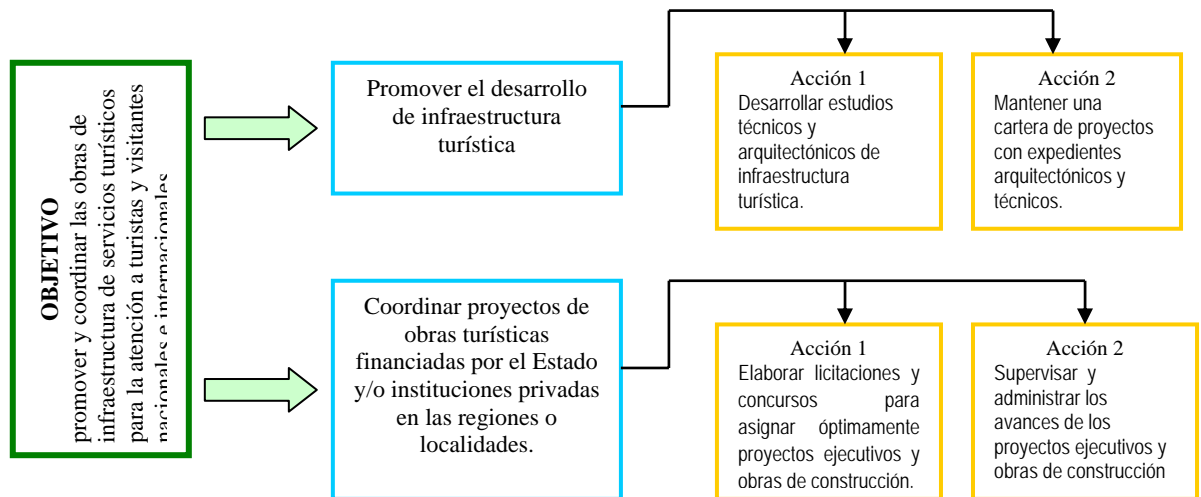 OBJETIVO
promover y coordinar las obras de
infraestructura de servicios turísticos
para la atención a turistas y visitantes
nacionales e internacionales
Promover el desarrollo
de infraestructura
turística
Acción 1
Desarrollar estudios
técnicos y
arquitectónicos de
infraestructura
turística.
Acción 2
Mantener una
cartera de proyectos
con expedientes
arquitectónicos y
técnicos.
Coordinar proyectos de
obras turísticas
financiadas por el Estado
y/o instituciones privadas
en las regiones o
localidades.
Acción 1
Elaborar licitaciones y
concursos para
asignar óptimamente
proyectos ejecutivos y
obras de construcción.
Acción 2
Supervisar y
administrar los
avances de los
proyectos ejecutivos y
obras de construcción